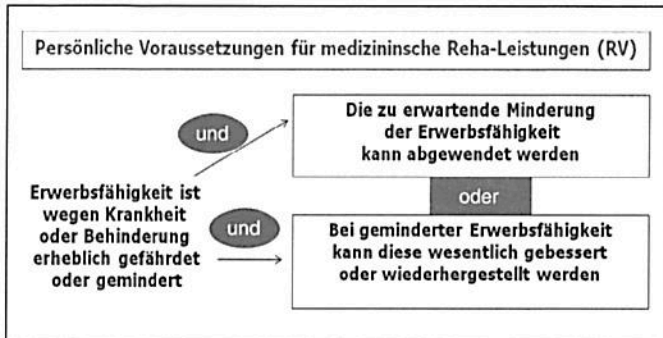 Persönliche Voraussetzungen für medizininsche Reha-Leistungen (RV)
und
Die zu erwartende Minderung
der Erwerbsfähigkeit
kann abgewendet werden
Erwerbsfähigkeit ist
wegen Krankheit
oder Behinderung
erheblich gefährdet
oder gemindert
oder
und
Bei geminderter Erwerbsfähigkeit
kann diese wesentlich gebessert
oder wiederhergestellt werden